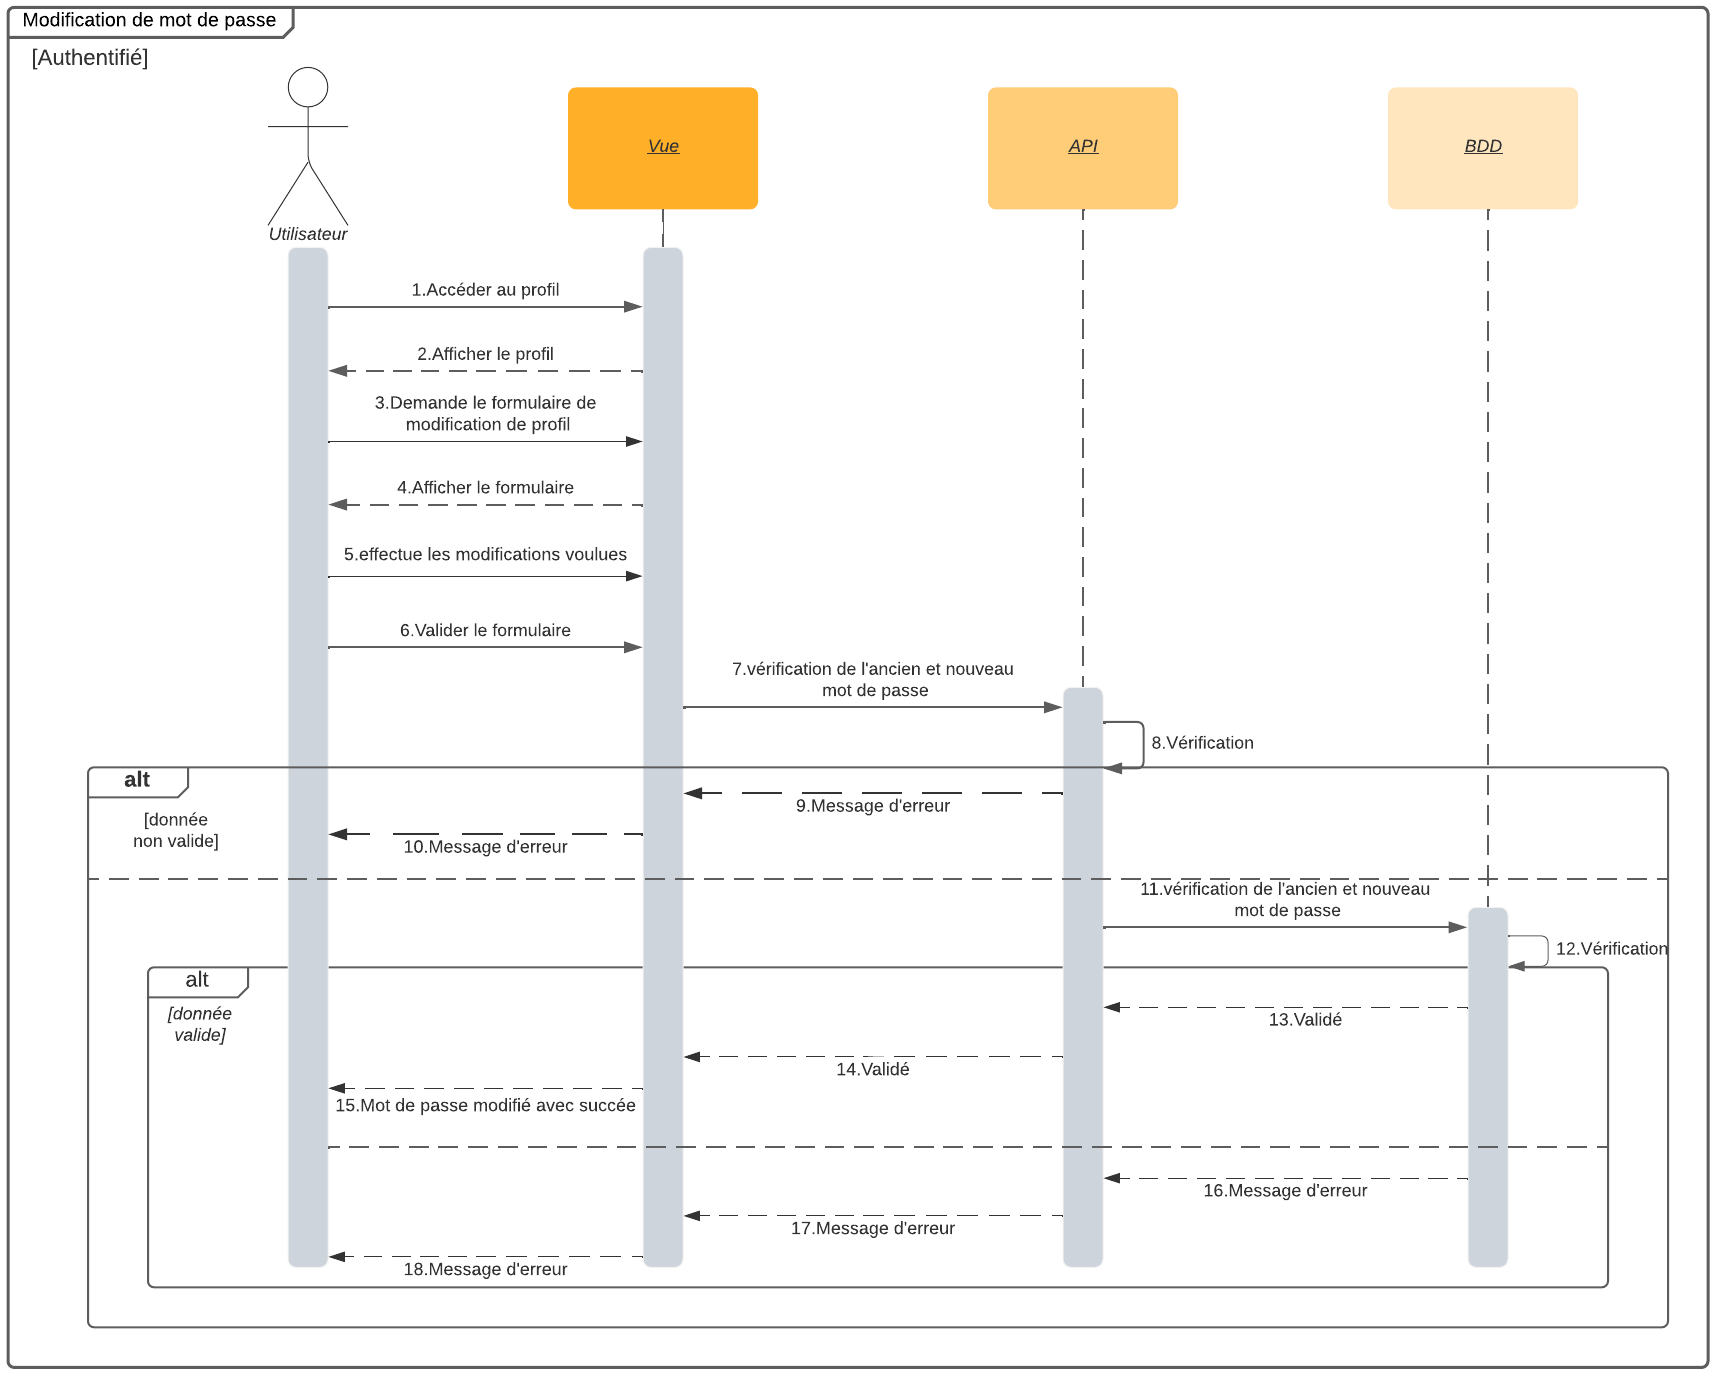 Modification de mot de passe
[Authentifié]
Utilisateur
Vue
API
BDD
1.Accéder au profil
2.Afficher le profil
3.Demande le formulaire de
modification de profil
4.Afficher le formulaire
5.effectue les modifications voulues
6.Valider le formulaire
7.vérification de l'ancien et nouveau
mot de passe
8.Vérification
alt
[donnée
non valide]
9.Message d'erreur
10.Message d'erreur
11.vérification de l'ancien et nouveau
mot de passe
12.Vérification
alt
[donnée
valide]
13.Validé
14.Validé
15.Mot de passe modifié avec succée
16.Message d'erreur
17.Message d'erreur
18.Message d'erreur